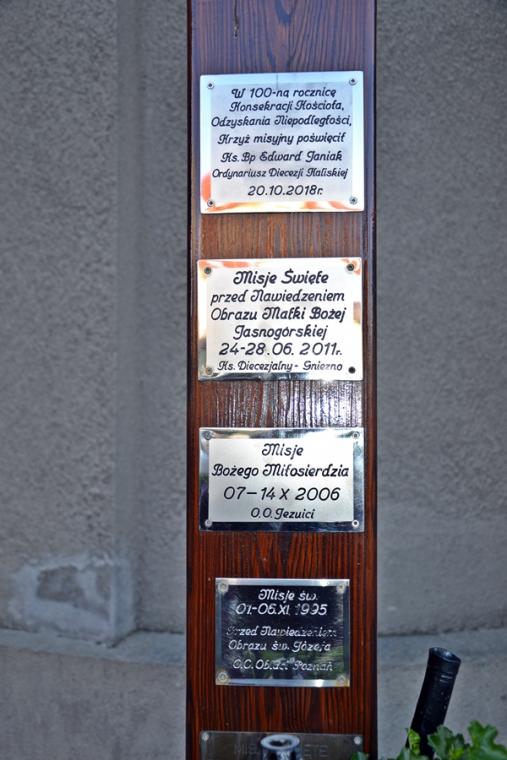 W 100-ną rocznicę
Konsekracji Kościoła,
Odzyskania Niepodległości,
Krzyż misyjny poświęcił
Ks. Bp Edward Janiak
Ordynariusz Diecezji Kaliskiej
20.10.2018r.
Misje Święte
przed Nawiedzeniem
Obrazu Matki Bożej
Jasnogórskiej
24-28.06.2011r.
Ks. Diecezjalny - Gniezno
Misje
Bożego Miłosierdzia
07-14 X 2006
O.O. Jezuici
Misje św.
01-06.XI.1995
Przed Nawiedzeniem
Obrazu św. Józefa
Poznań